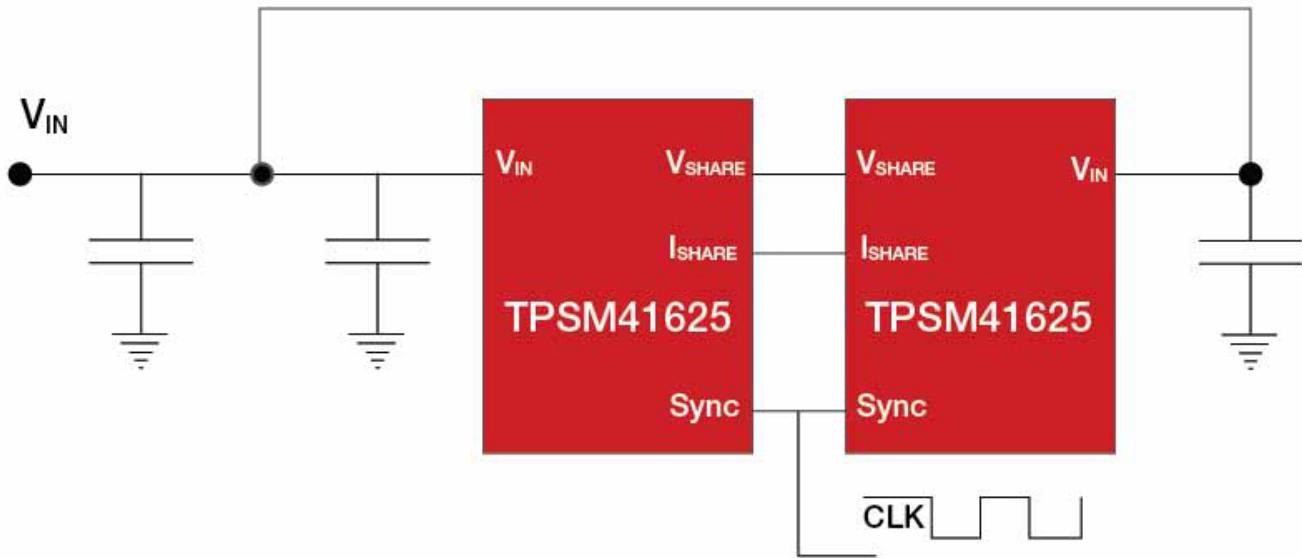 VIN
VIN VSHARE VSHARE VIN
ISHARE ISHARE
TPSM41625 TPSM41625
Sync Sync
CLK